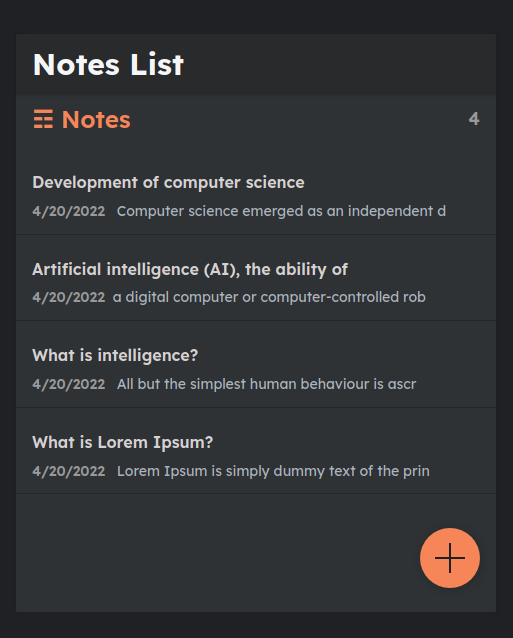 Notes List
☶ Notes 4
Development of computer science
4/20/2022 Computer science emerged as an independent d
Artificial intelligence (AI), the ability of
4/20/2022 a digital computer or computer-controlled rob
What is intelligence?
4/20/2022 All but the simplest human behaviour is ascr
What is Lorem Ipsum?
4/20/2022 Lorem Ipsum is simply dummy text of the prin